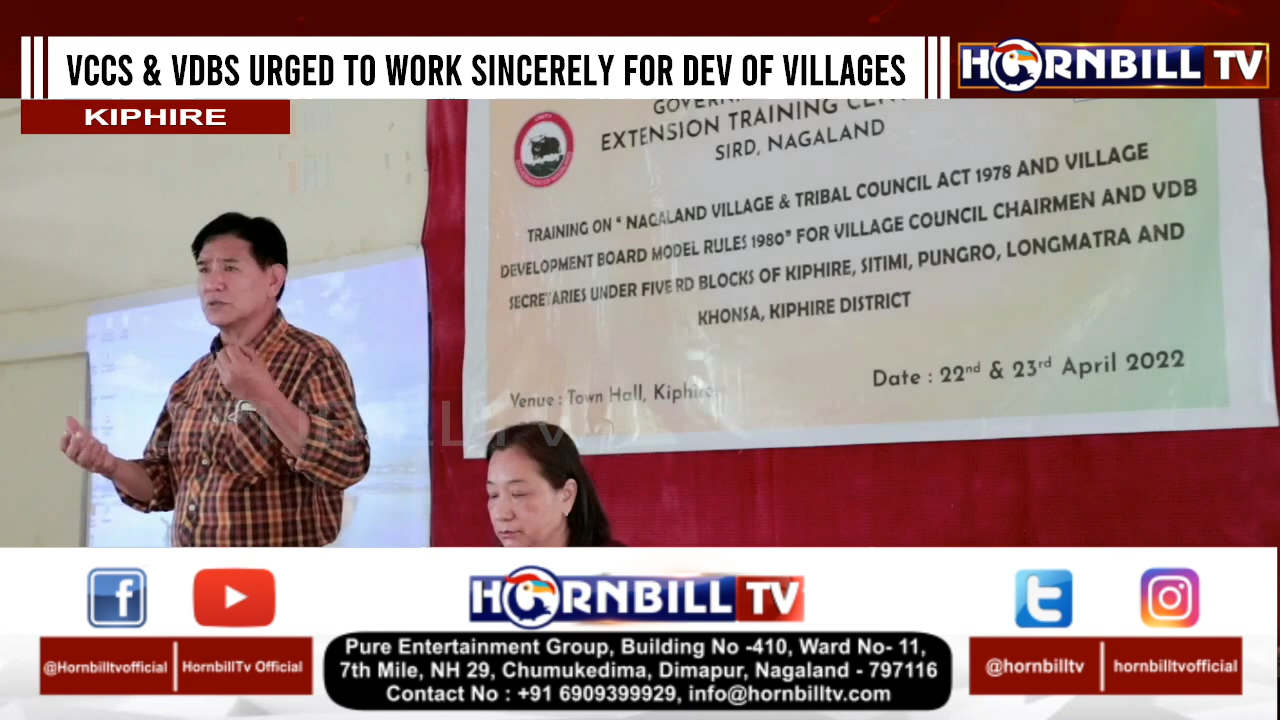 VCCS & VDBS URGED TO WORK SINCERELY FOR DEV OF VILLAGES
HORNBILL TV
KIPHIRE
EXTENSION TRAINING
SIRD, NAGALAND
UNITY
TRAINING ON " NAGALAND VILLAGE & TRIBAL COUNCIL ACT 1978 AND VILLAGE
DEVELOPMENT BOARD MODEL RULES 1980" FOR VILLAGE COUNCIL CHAIRMEN AND VDB
SECRETARIES UNDER FIVE RD BLOCKS OF KIPHIRE, SITIMI, PUNGRO, LONGMATRA AND
KHONSA, KIPHIRE DISTRICT
Venue : Town Hall, Kiphire
Date : 22nd & 23rd April 2022
HORNBILL TV
@Hornbilltvofficial
HornbillTv Official
Pure Entertainment Group, Building No -410, Ward No- 11,
7th Mile, NH 29, Chumukedima, Dimapur, Nagaland - 797116
Contact No : +91 6909399929, info@hornbilltv.com
@hornbilltv
hornbilltvofficial